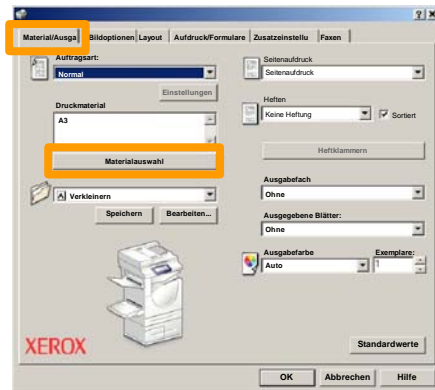 Material/Ausga Bildoptionen Layout Aufdruck/Formulare Zusatzeinstellu Faxen
Auftragsart:
Normal
Einstellungen
Druckmaterial
A3
Materialauswahl
A Verkleinern
Speichern Bearbeiten...
Seitenaufdruck
Seitenaufdruck
Heften
Keine Heftung Sortiert
Heftklammern
Ausgabefach
Ohne
Ausgegebene Blätter:
Ohne
Ausgabefarbe Exemplare:
Auto 1
XEROX
Standardwerte
OK Abbrechen Hilfe